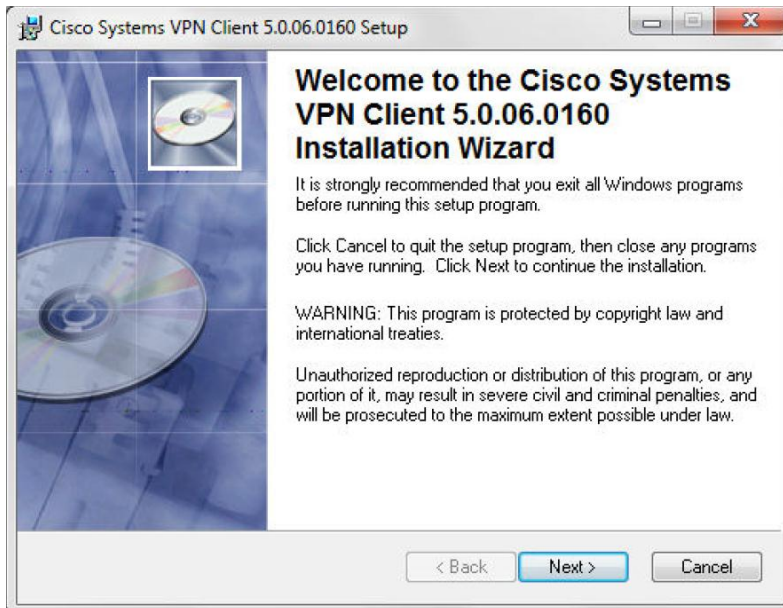 Cisco Systems VPN Client 5.0.06.0160 Setup
Welcome to the Cisco Systems
VPN Client 5.0.06.0160
Installation Wizard
It is strongly recommended that you exit all Windows programs
before running this setup program.
Click Cancel to quit the setup program, then close any programs
you have running.  Click Next to continue the installation.
WARNING: This program is protected by copyright law and
international treaties.
Unauthorized reproduction or distribution of this program, or any
portion of it, may result in severe civil and criminal penalties, and
will be prosecuted to the maximum extent possible under law.
< Back
Next >
Cancel